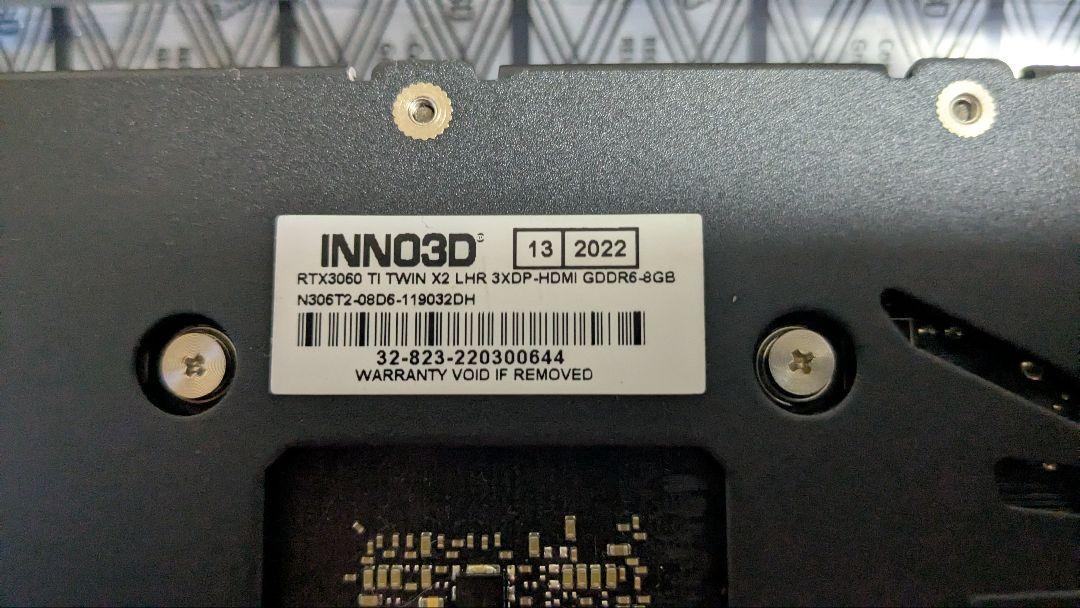 INNO3D® 13 2022
RTX3060 TI TWIN X2 LHR 3XDP-HDMI GDDR6-8GB
N306T2-08D6-119032DH
32-823-220300644
WARRANTY VOID IF REMOVED